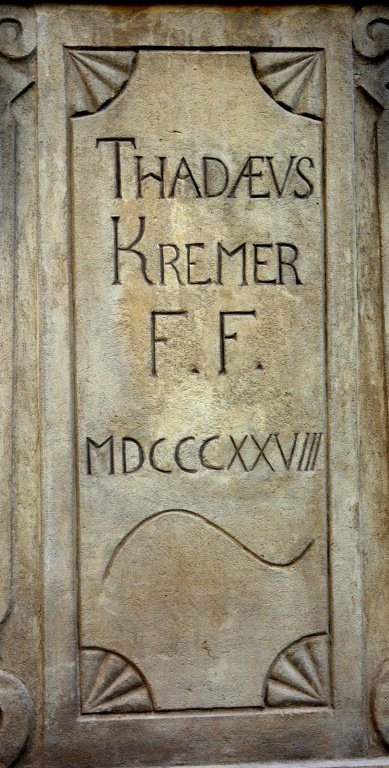 THADÆVS
KREMER
F. F.
MDCCCXXVIII